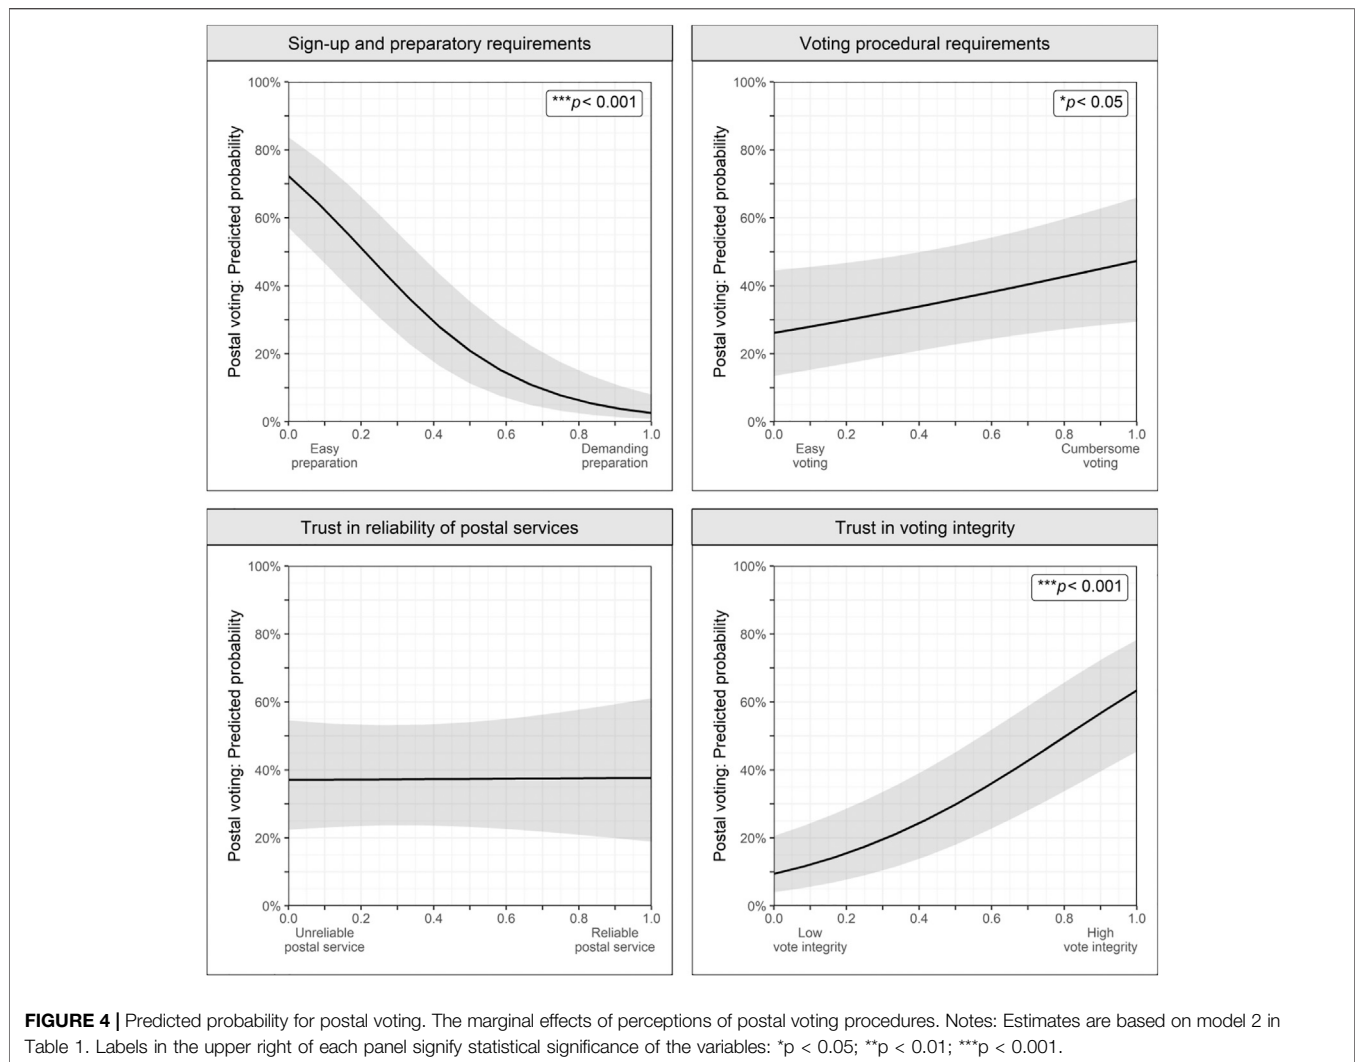 Sign-up and preparatory requirements
Postal voting: Predicted probability
100%
80%
60%
40%
20%
0%
***p< 0.001
0.0 0.2 0.4 0.6 0.8 1.0
Easy Demanding
preparation preparation
Voting procedural requirements
Postal voting: Predicted probability
100%
80%
60%
40%
20%
0%
*p< 0.05
0.0 0.2 0.4 0.6 0.8 1.0
Easy Cumbersome
voting voting
Trust in reliability of postal services
Postal voting: Predicted probability
100%
80%
60%
40%
20%
0%
0.0 0.2 0.4 0.6 0.8 1.0
Unreliable Reliable
postal service postal service
Trust in voting integrity
Postal voting: Predicted probability
100%
80%
60%
40%
20%
0%
***p< 0.001
0.0 0.2 0.4 0.6 0.8 1.0
Low High
vote integrity vote integrity
FIGURE 4 | Predicted probability for postal voting. The marginal effects of perceptions of postal voting procedures. Notes: Estimates are based on model 2 in
Table 1. Labels in the upper right of each panel signify statistical significance of the variables: *p < 0.05; **p < 0.01; ***p < 0.001.